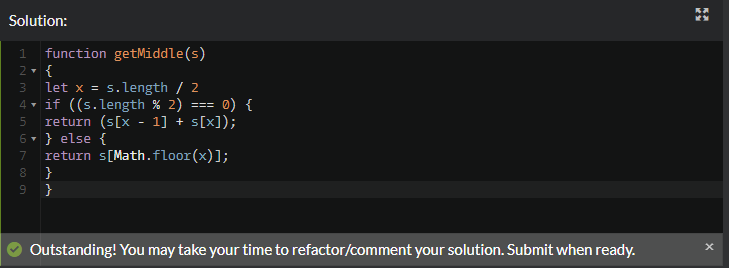 Solution:
1 function getMiddle(s)
2 {
3 let x = s.length / 2
4 if ((s.length % 2) === 0) {
5 return (s[x - 1] + s[x]);
6 } else {
7 return s[Math.floor(x)];
8 }
9 }
Outstanding! You may take your time to refactor/comment your solution. Submit when ready.